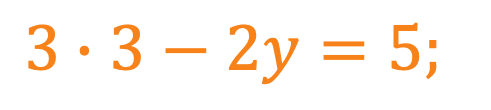 3 · 3 − 2y = 5;